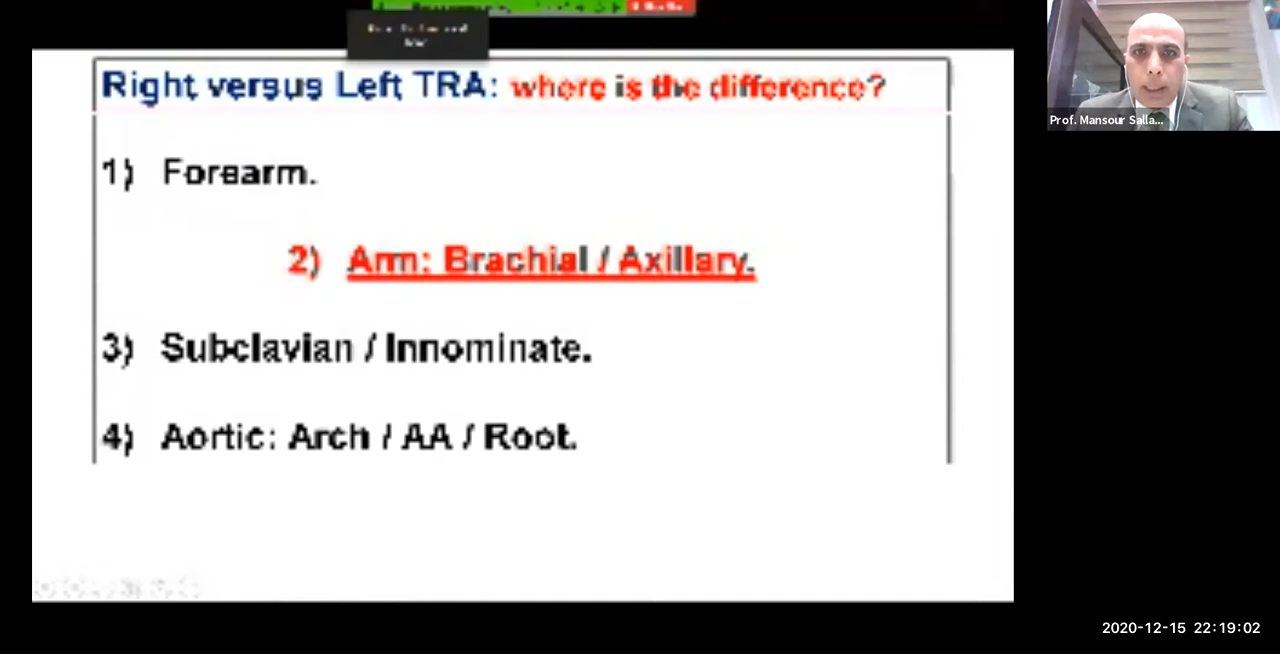 Right versus Left TRA: where is the difference?
Prof. Mansour Salla...
1) Forearm.
2) Arm: Brachial / Axillary.
3) Subclavian / Innominate.
4) Aortic: Arch / AA / Root.
2020-12-15 22:19:02